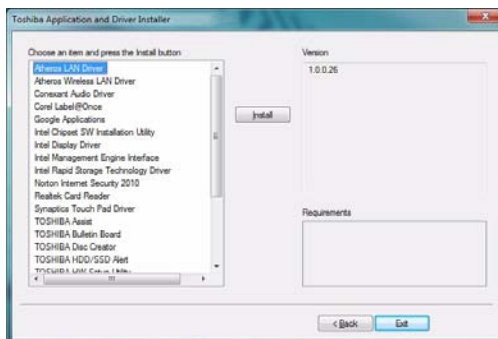 Toshiba Application and Driver Installer
Choose an item and press the Install button
Atheros LAN Driver
Atheros Wireless LAN Driver
Conexant Audio Driver
Corel Label@Once
Google Applications
Intel Chipset SW Installation Utility
Intel Display Driver
Intel Management Engine Interface
Intel Rapid Storage Technology Driver
Norton Internet Security 2010
Realtek Card Reader
Synaptics Touch Pad Driver
TOSHIBA Assist
TOSHIBA Bulletin Board
TOSHIBA Disc Creator
TOSHIBA HDD/SSD Alert
TOSHIBA HW Setup Utility
Install
Version
1.0.0.26
Requirements
< Back
Exit